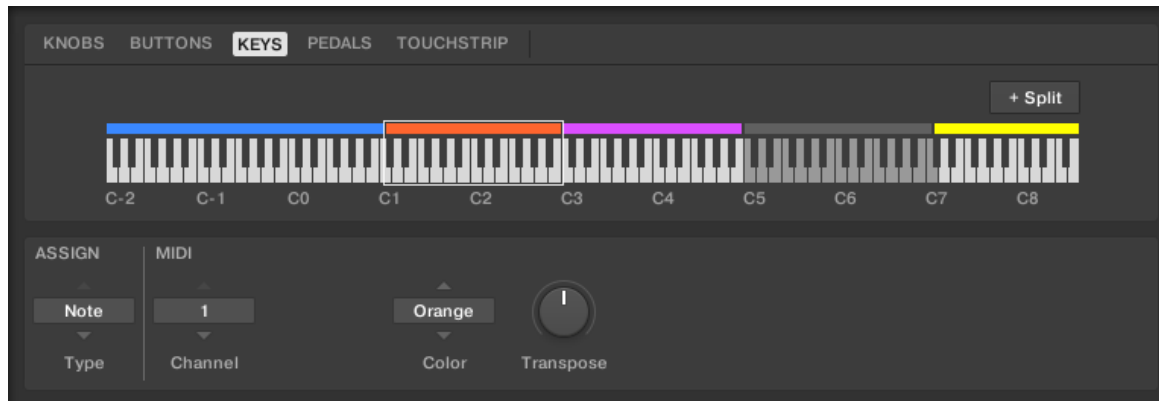 KNOBS BUTTONS KEYS PEDALS TOUCHSTRIP
+ Split
C-2 C-1 C0 C1 C2 C3 C4 C5 C6 C7 C8
ASSIGN MIDI
Note 1 Orange
Type Channel Color Transpose